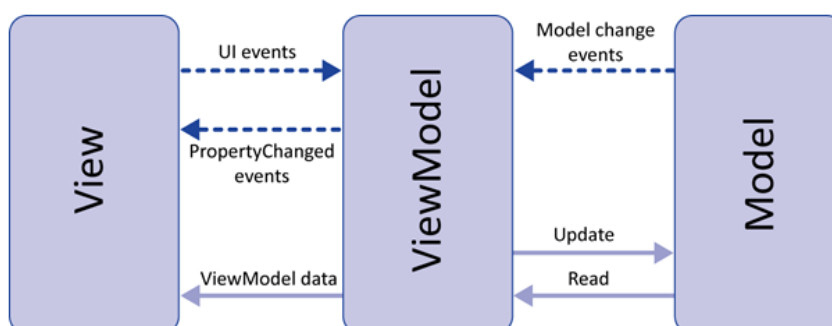 View
UI events
PropertyChanged
events
ViewModel data
ViewModel
Model change
events
Update
Read
Model